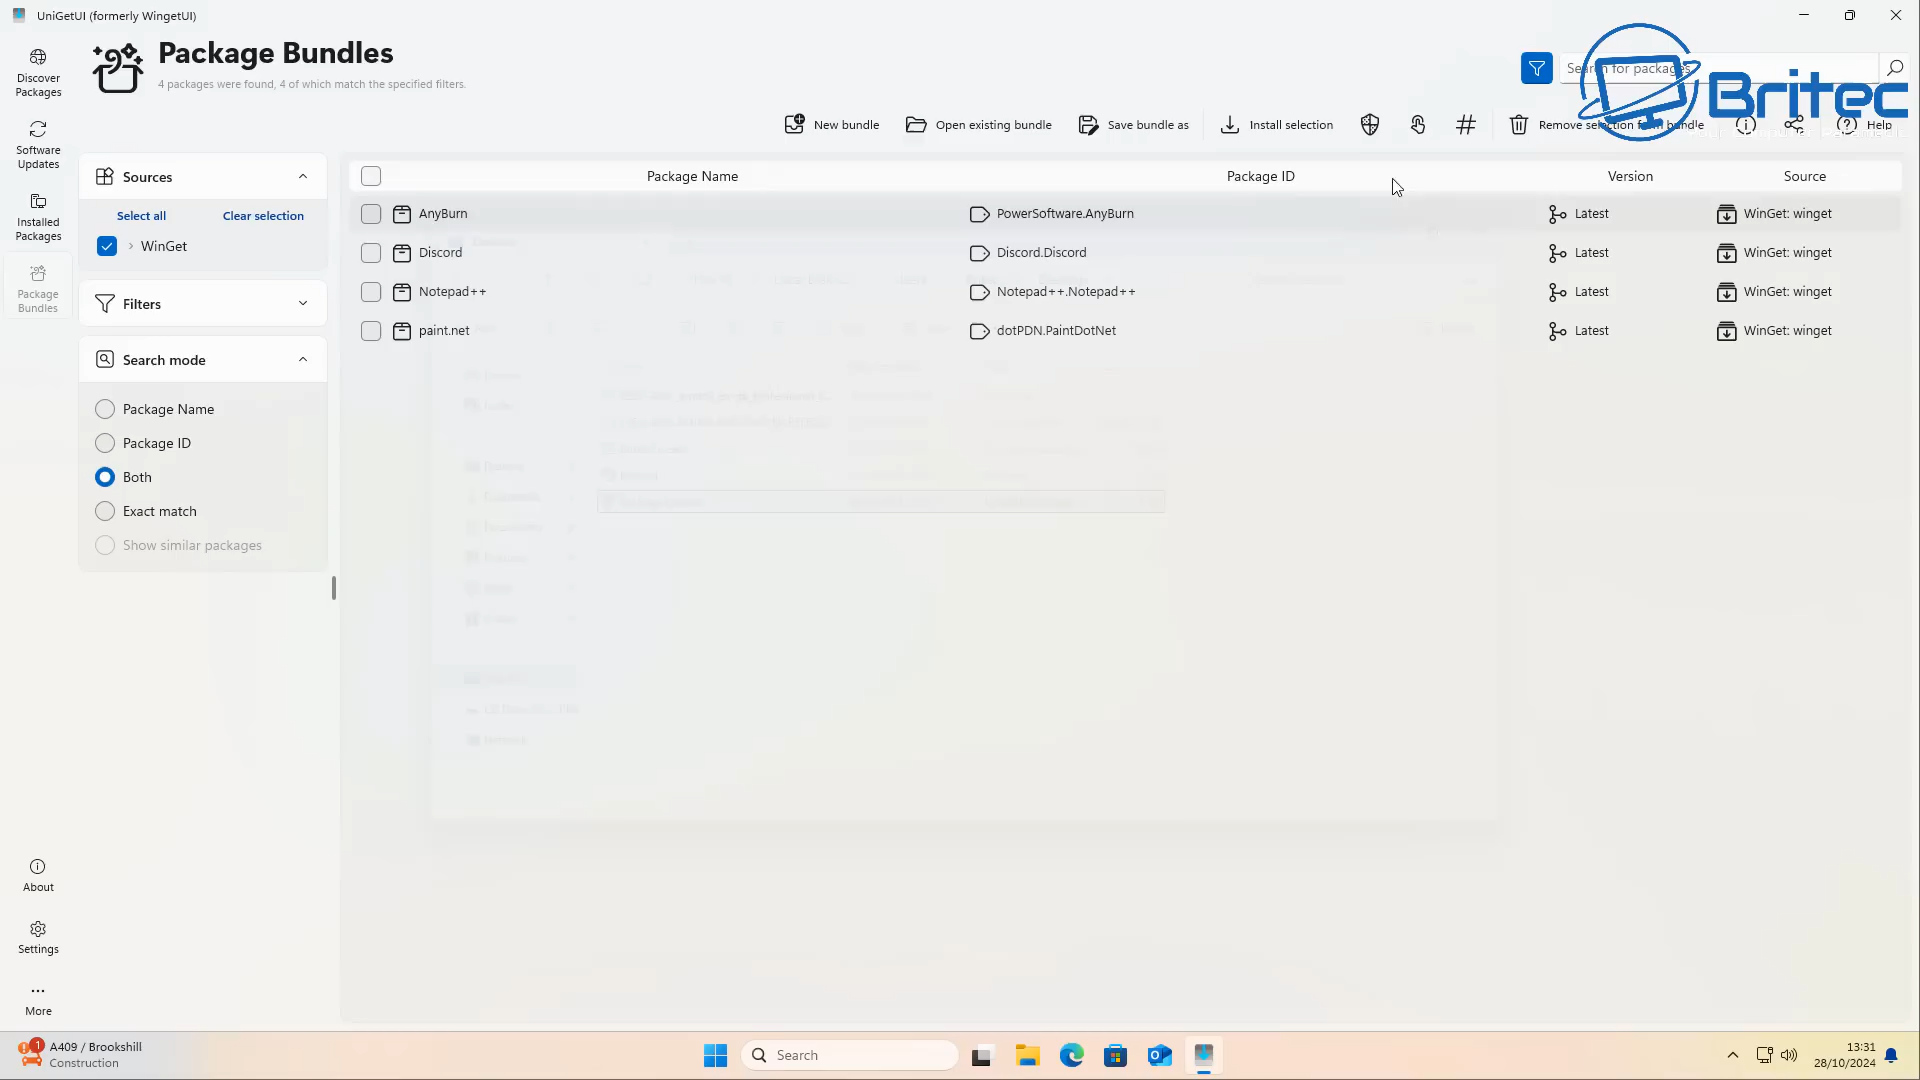 UniGetUI (formerly WingetUI)
Package Bundles
4 packages were found, 4 of which match the specified filters.
Search for packages
Britec
New bundle
Open existing bundle
Save bundle as
Install selection
Remove selection form bundle
Help
Discover
Packages
Software
Updates
Installed
Packages
Package
Bundles
Sources
Select all
Clear selection
WinGet
Filters
Search mode
Package Name
Package ID
Both
Exact match
Show similar packages
Package Name
Package ID
Version
Source
AnyBurn
PowerSoftware.AnyBurn
Latest
WinGet: winget
Discord
Discord.Discord
Latest
WinGet: winget
Notepad++
Notepad++.Notepad++
Latest
WinGet: winget
paint.net
dotPDN.PaintDotNet
Latest
WinGet: winget
About
Settings
More
1
A409 / Brookshill
Construction
Search
13:31
28/10/2024